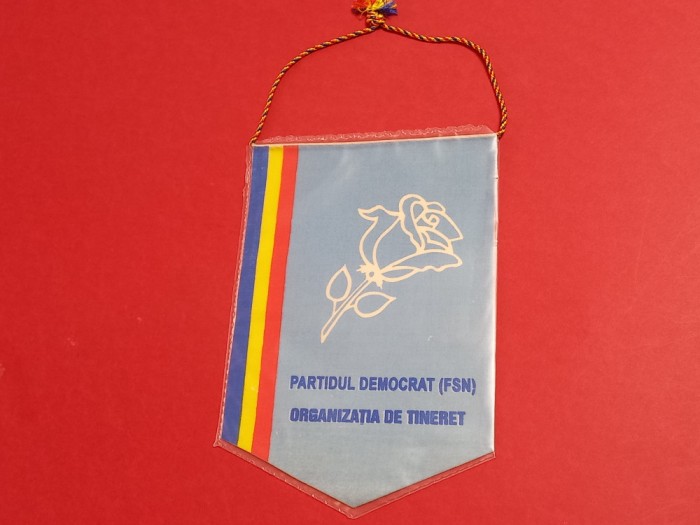 PARTIDUL DEMOCRAT (FSN)
ORGANIZAȚIA DE TINERET